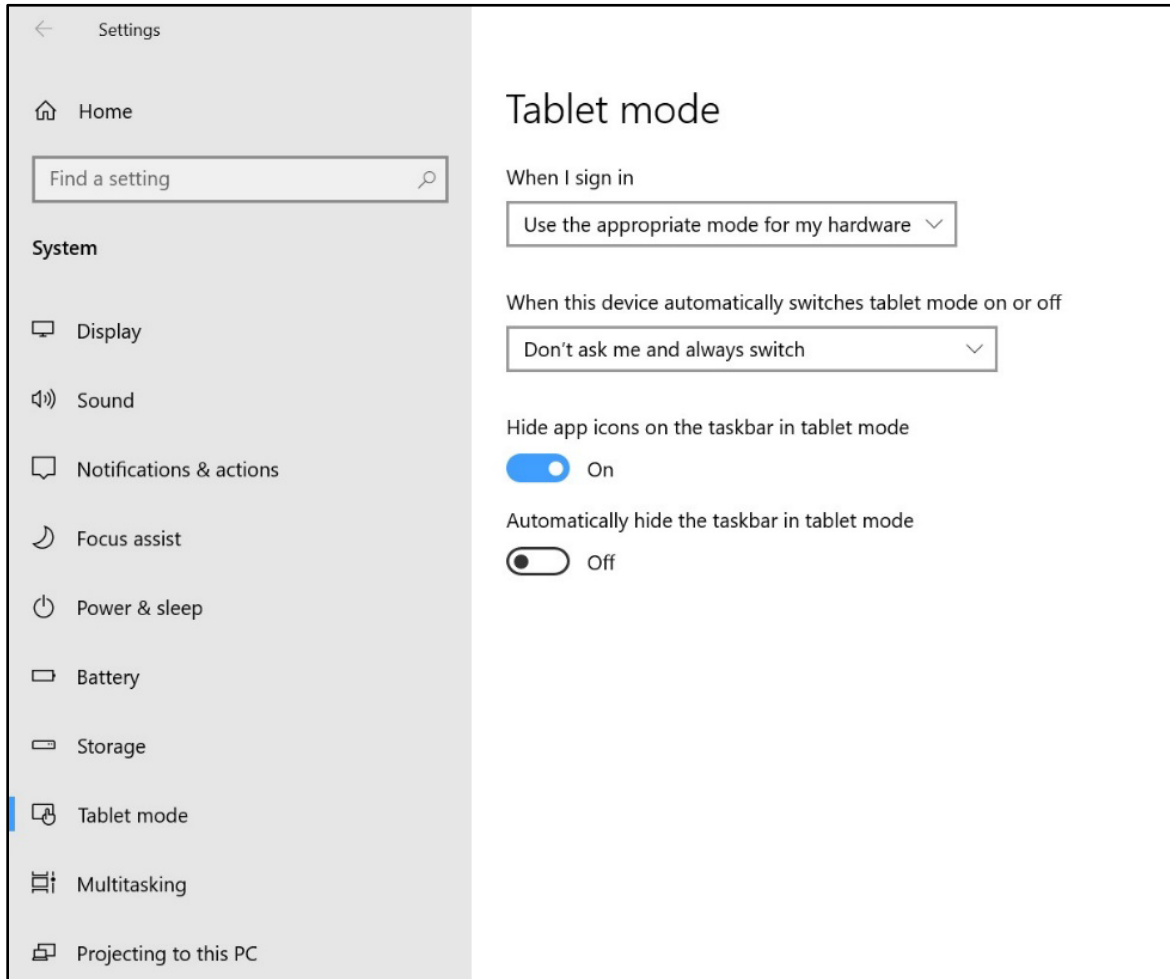 Settings
Home
Find a setting
System
Display
Sound
Notifications & actions
Focus assist
Power & sleep
Battery
Storage
Tablet mode
Multitasking
Projecting to this PC
Tablet mode
When I sign in
Use the appropriate mode for my hardware
When this device automatically switches tablet mode on or off
Don't ask me and always switch
Hide app icons on the taskbar in tablet mode
On
Automatically hide the taskbar in tablet mode
Off